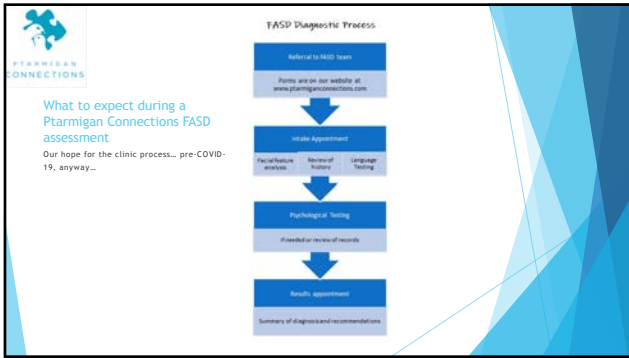 PTARMIGAN
CONNECTIONS
What to expect during a
Ptarmigan Connections FASD
assessment
Our hope for the clinic process… pre-COVID-
19, anyway…
FASD Diagnostic Process
Referral to FASD team
Forms are on our website at
www.ptarmiganconnections.com
Intake Appointment
Facial feature
analysis
Review of
history
Language
Testing
Psychological Testing
If needed or review of records
Results appointment
Summary of diagnosis and recommendations